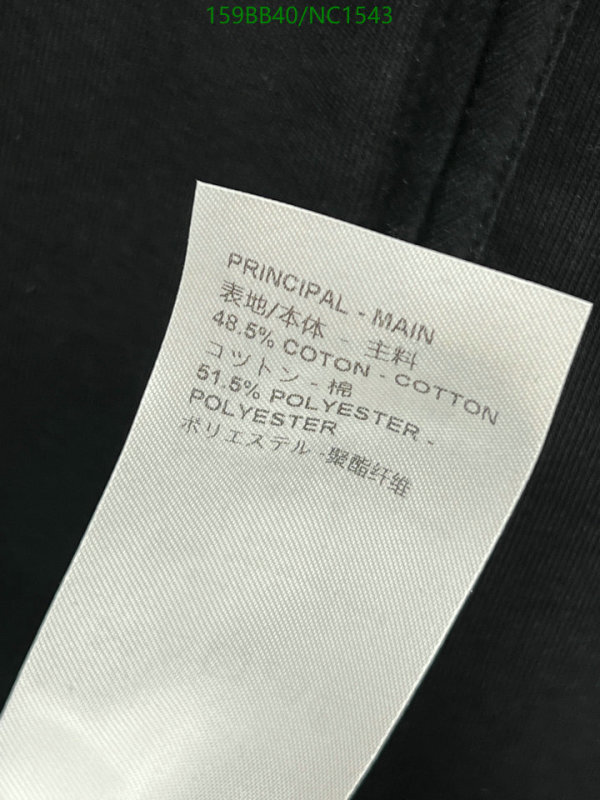 159BB40/NC1543
PRINCIPAL - MAIN
表地/本体 - 主料
48.5% COTON - COTTON
コットン - 棉
51.5% POLYESTER -
POLYESTER
ポリエステル -聚酯纤维